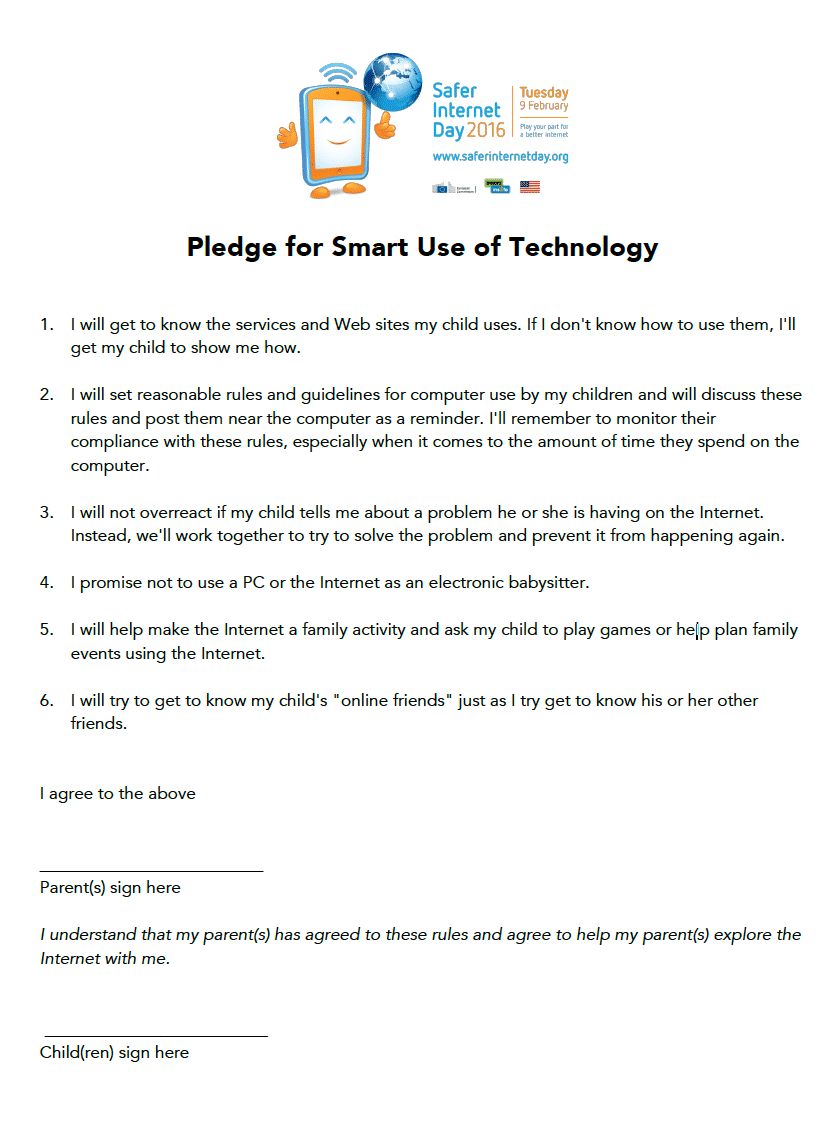 Safer
Internet
Day 2016
Tuesday
9 February
Play your part for
a better internet
www.saferinternetday.org
Pledge for Smart Use of Technology
1. I will get to know the services and Web sites my child uses. If I don't know how to use them, I'll
get my child to show me how.
2. I will set reasonable rules and guidelines for computer use by my children and will discuss these
rules and post them near the computer as a reminder. I'll remember to monitor their
compliance with these rules, especially when it comes to the amount of time they spend on the
computer.
3. I will not overreact if my child tells me about a problem he or she is having on the Internet.
Instead, we'll work together to try to solve the problem and prevent it from happening again.
4. I promise not to use a PC or the Internet as an electronic babysitter.
5. I will help make the Internet a family activity and ask my child to play games or help plan family
events using the Internet.
6. I will try to get to know my child's "online friends" just as I try get to know his or her other
friends.
I agree to the above
Parent(s) sign here
I understand that my parent(s) has agreed to these rules and agree to help my parent(s) explore the
Internet with me.
Child(ren) sign here